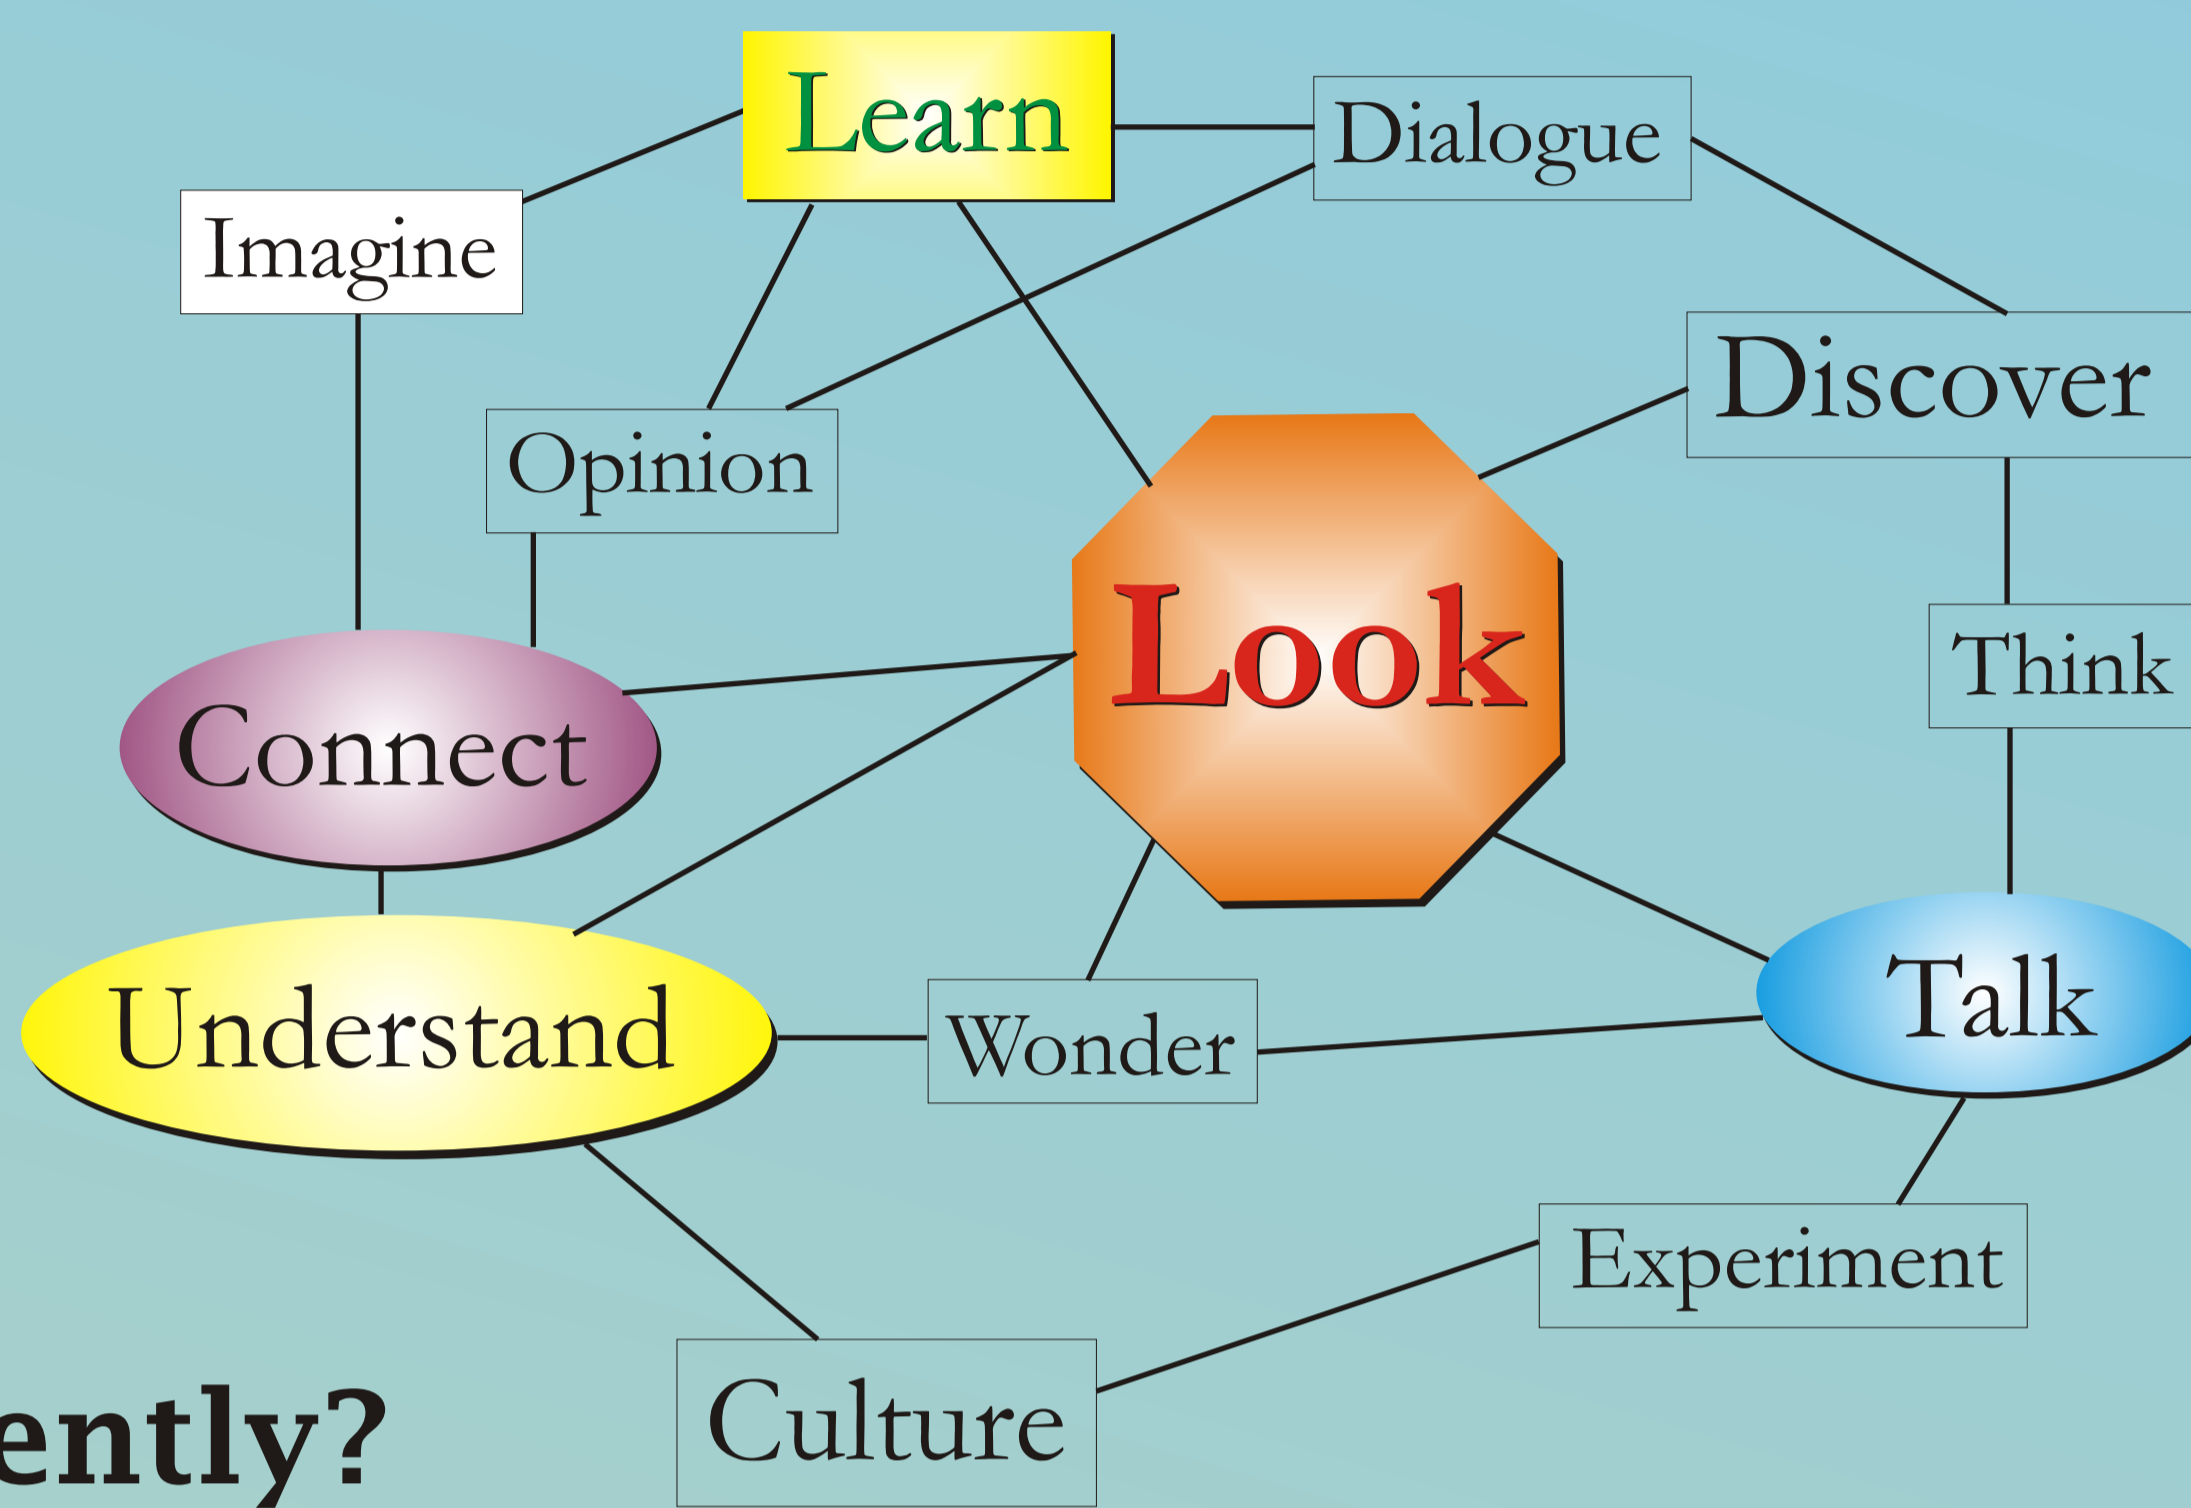 Learn
Dialogue
Imagine
Discover
Opinion
Look
Think
Connect
Talk
Understand
Wonder
Experiment
Culture
ently?